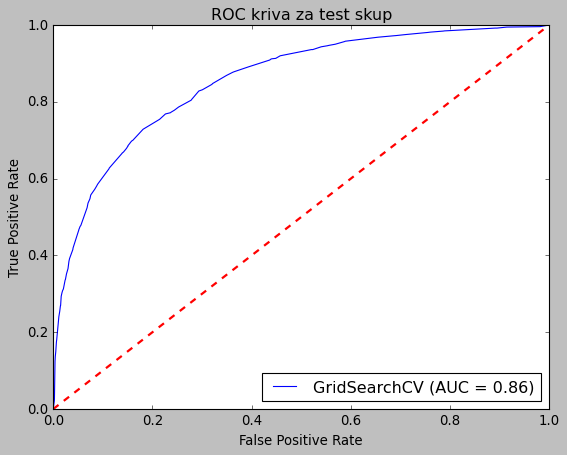 ROC kriva za test skup
True Positive Rate
1.0
0.8
0.6
0.4
0.2
0.0
0.0 0.2 0.4 0.6 0.8 1.0
False Positive Rate
GridSearchCV (AUC = 0.86)